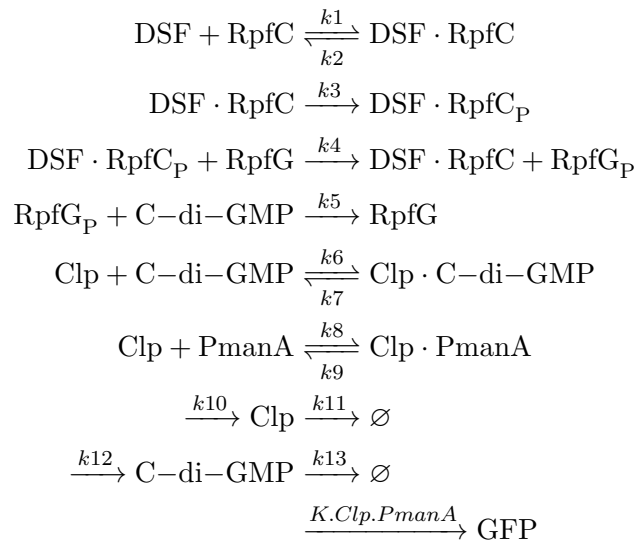 DSF + RpfC ⇌[k1][k2] DSF · RpfC
DSF · RpfC →[k3] DSF · RpfC_P
DSF · RpfC_P + RpfG →[k4] DSF · RpfC + RpfG_P
RpfG_P + C−di−GMP →[k5] RpfG
Clp + C−di−GMP ⇌[k6][k7] Clp · C−di−GMP
Clp + PmanA ⇌[k8][k9] Clp · PmanA
→[k10] Clp →[k11] ∅
→[k12] C−di−GMP →[k13] ∅
→[K.Clp.PmanA] GFP